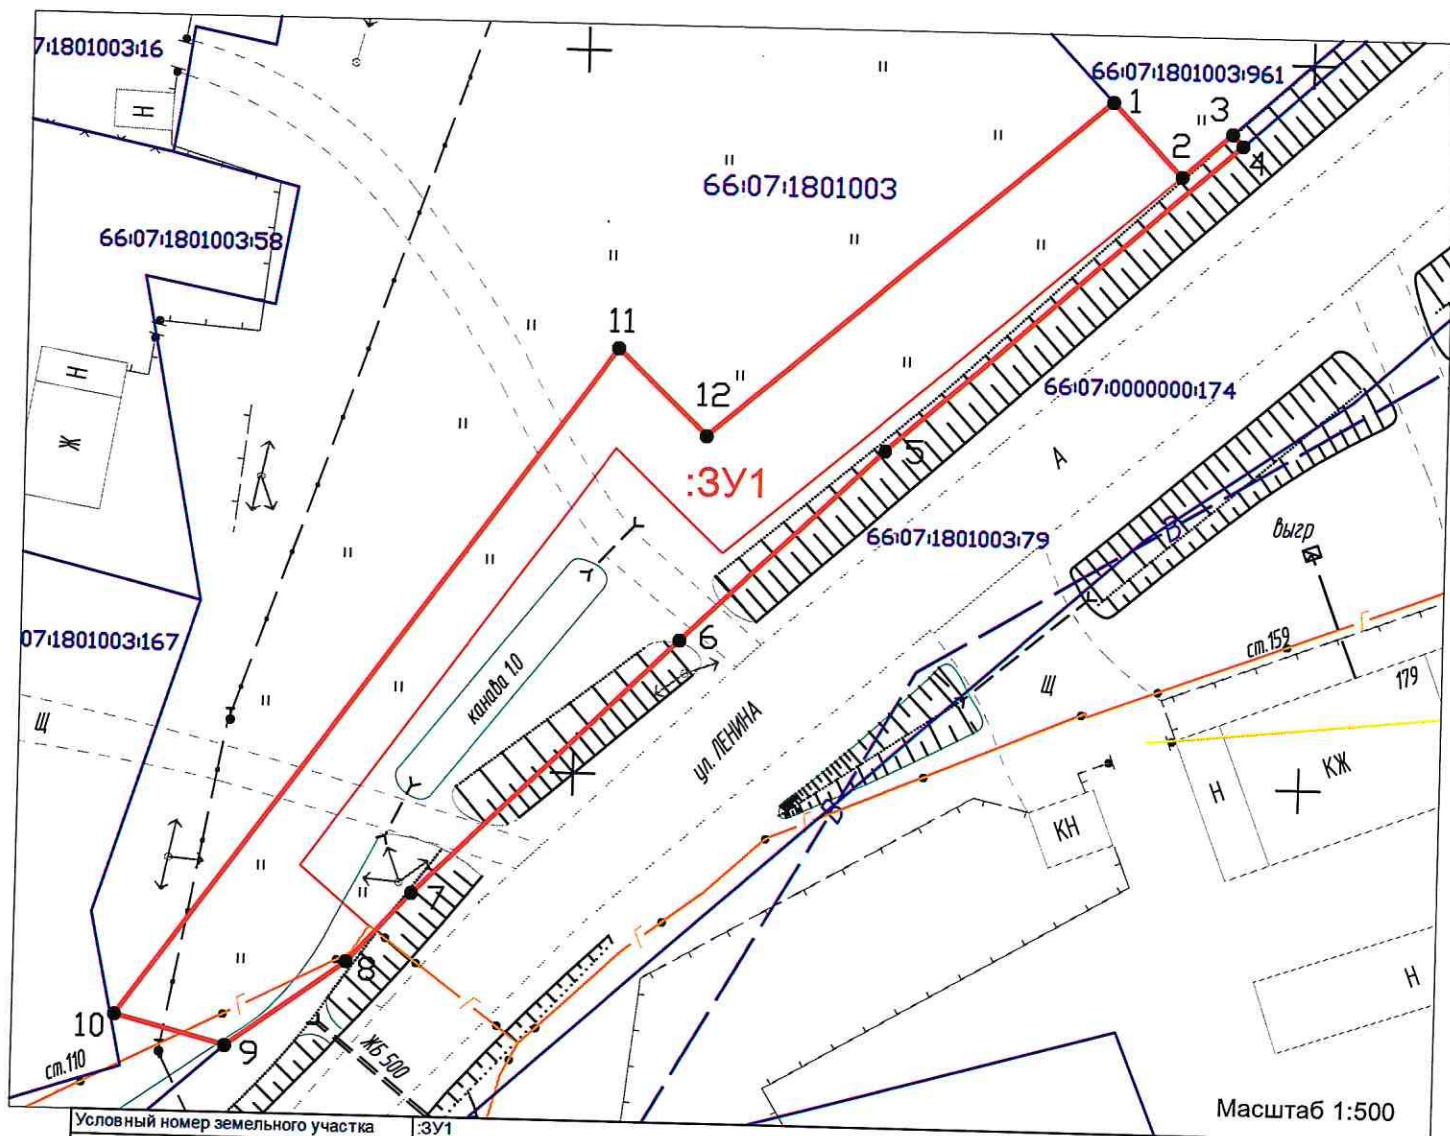 7:1801003:16
Н
66:07:1801003:961
1
3
2
4
66:07:1801003
66:07:1801003:58
11
12
Н
Ж
66:07:0000000:174
:ЗУ1
5
А
66:07:1801003:79
В
выгр
07:1801003:167
6
Г
ст.159
канава 1.0
179
Щ
Щ
ул. ЛЕНИНА
Н
КЖ
В
Г
КН
7
8
Г
Н
Г
Г
10
9
ст.110
ЖБ 500
Масштаб 1:500
Условный номер земельного участка :ЗУ1